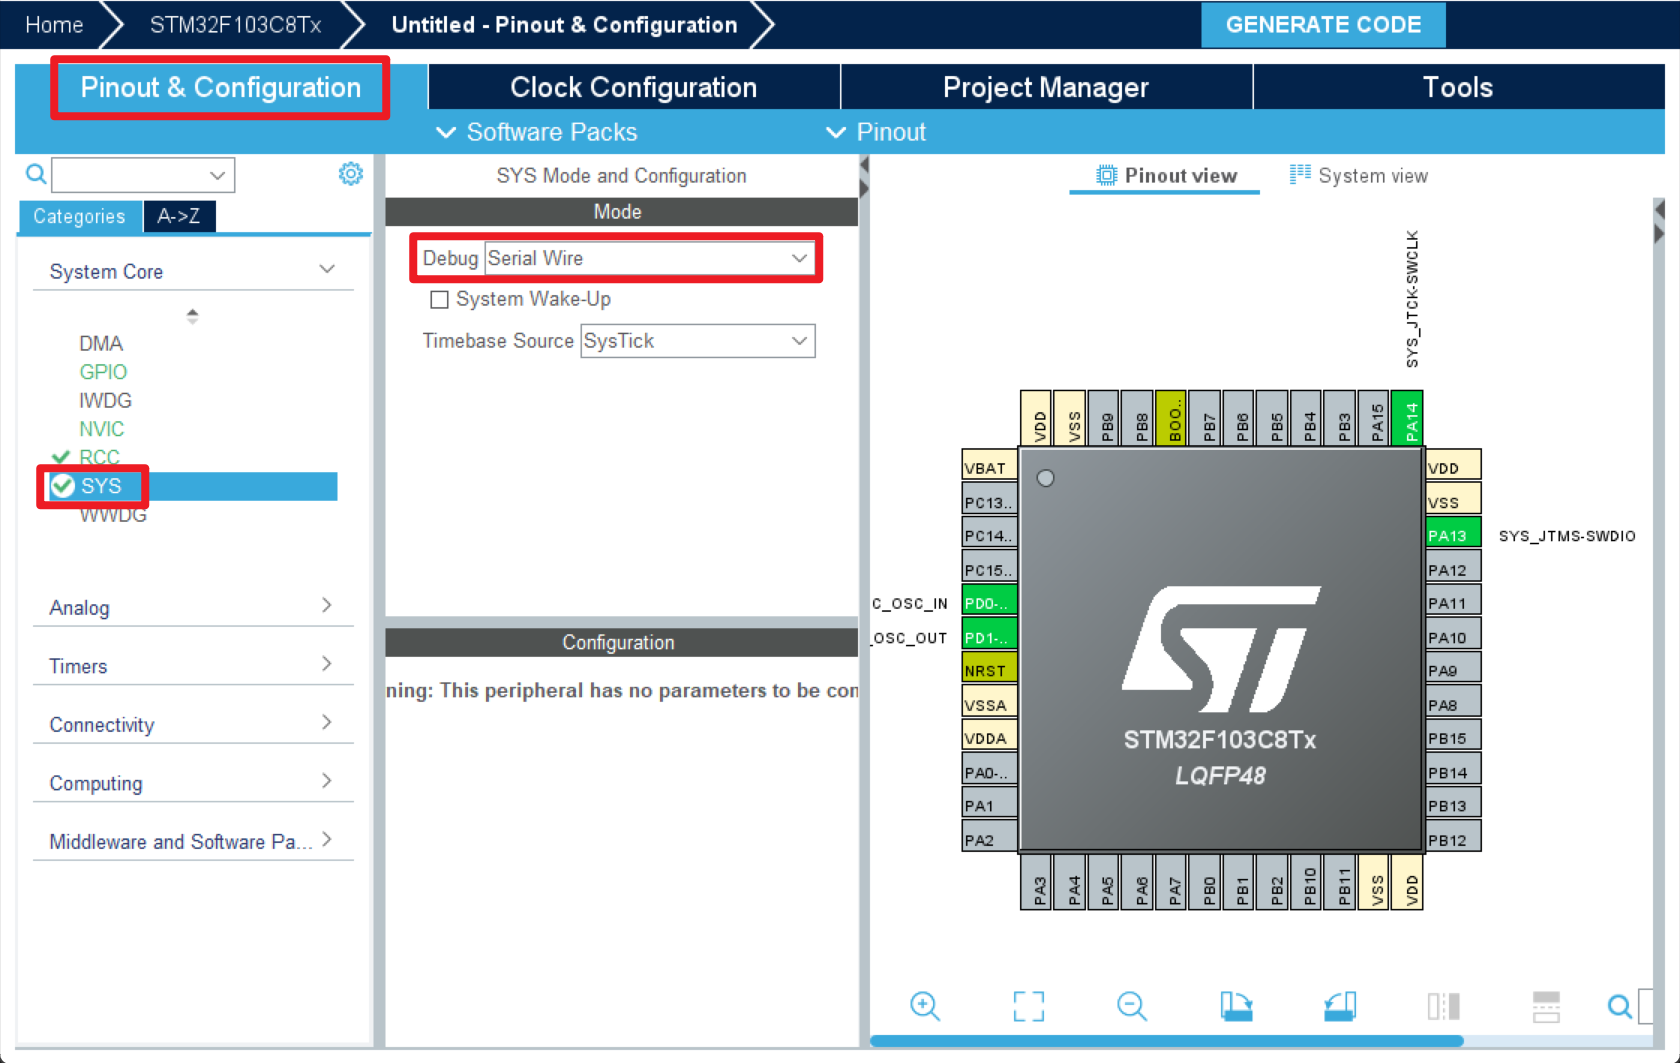 Home
STM32F103C8Tx
Untitled - Pinout & Configuration
GENERATE CODE
Pinout & Configuration
Clock Configuration
Project Manager
Tools
Software Packs
Pinout
Categories
A->Z
System Core
DMA
GPIO
IWDG
NVIC
RCC
SYS
WWDG
Analog
Timers
Connectivity
Computing
Middleware and Software Pa...
SYS Mode and Configuration
Mode
Debug Serial Wire
System Wake-Up
Timebase Source SysTick
Configuration
ning: This peripheral has no parameters to be con
Pinout view
System view
SYS_JTCK-SWCLK
VDD
VSS
PB9
PB8
BOO..
PB7
PB6
PB5
PB4
PB3
PA15
PA14
VBAT
PC13..
PC14..
PC15..
C_OSC_IN
PD0-..
_OSC_OUT
PD1-..
NRST
VSSA
VDDA
PA0-..
PA1
PA2
ST
STM32F103C8Tx
LQFP48
VDD
VSS
PA13
SYS_JTMS-SWDIO
PA12
PA11
PA10
PA9
PA8
PB15
PB14
PB13
PB12
PA3
PA4
PA5
PA6
PA7
PB0
PB1
PB2
PB10
PB11
VSS
VDD